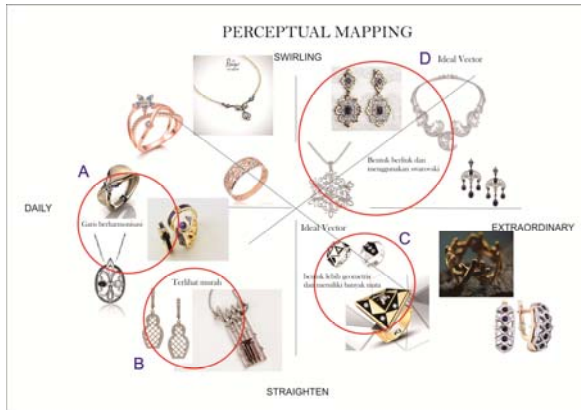 PERCEPTUAL MAPPING
SWIRLING
D
Ideal Vector
Bentuk berliuk dan
menggunakan swarovski
A
DAILY
Garis berharmonisasi
EXTRAORDINARY
Ideal Vector
C
bentuk lebih geometris
dan memiliki banyak mata
Terlihat murah
B
STRAIGHTEN